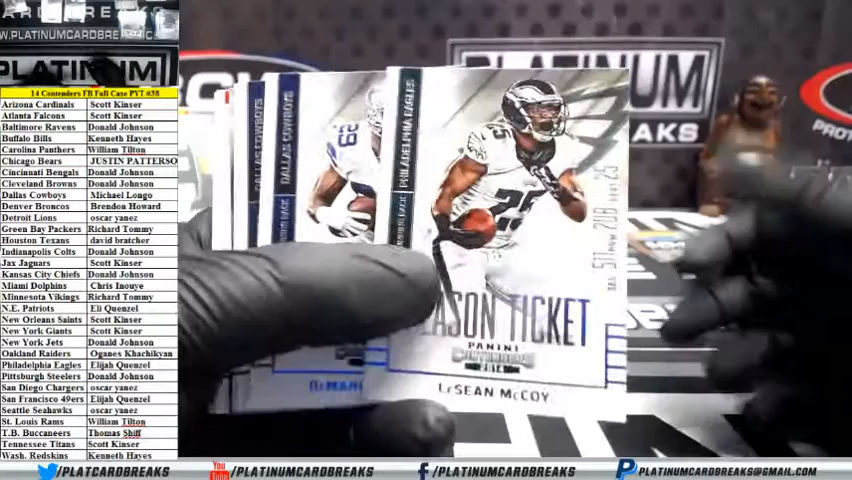 WWW.PLATINUMCARDBREAKS.COM
PLATINUM
14 Contenders FB Full Case PYT #38
Arizona Cardinals Scott Kinser
Atlanta Falcons Scott Kinser
Baltimore Ravens Donald Johnson
Buffalo Bills Kenneth Hayes
Carolina Panthers William Tilton
Chicago Bears JUSTIN PATTERSO
Cincinnati Bengals Donald Johnson
Cleveland Browns Donald Johnson
Dallas Cowboys Michael Longo
Denver Broncos Brendon Howard
Detroit Lions oscar yanez
Green Bay Packers Richard Tommy
Houston Texans david bratcher
Indianapolis Colts Donald Johnson
Jax Jaguars Scott Kinser
Kansas City Chiefs Donald Johnson
Miami Dolphins Chris Inouye
Minnesota Vikings Richard Tommy
N.E. Patriots Eli Quenzel
New Orleans Saints Scott Kinser
New York Giants Scott Kinser
New York Jets Donald Johnson
Oakland Raiders Oganes Khachikyan
Philadelphia Eagles Elijah Quenzel
Pittsburg Steelers Donald Johnson
San Diego Chargers oscar yanez
San Francisco 49ers Elijah Quenzel
Seattle Seahawks oscar yanez
St. Louis Rams William Tilton
T.B. Buccaneers Thomas Shiff
Tennessee Titans Scott Kinser
Wash. Redskins Kenneth Hayes
DALLAS COWBOYS
DALLAS COWBOYS
29
PHILADELPHIA EAGLES
25
EASON TICKET
PANINI
LeSEAN McCOY
DeMAR
BREAKS
/PLATCARDBREAKS
You Tube
/PLATINUMCARDBREAKS
/PLATINUMCARDBREAKS
PLATINUMCARDBREAKS@GMAIL.COM